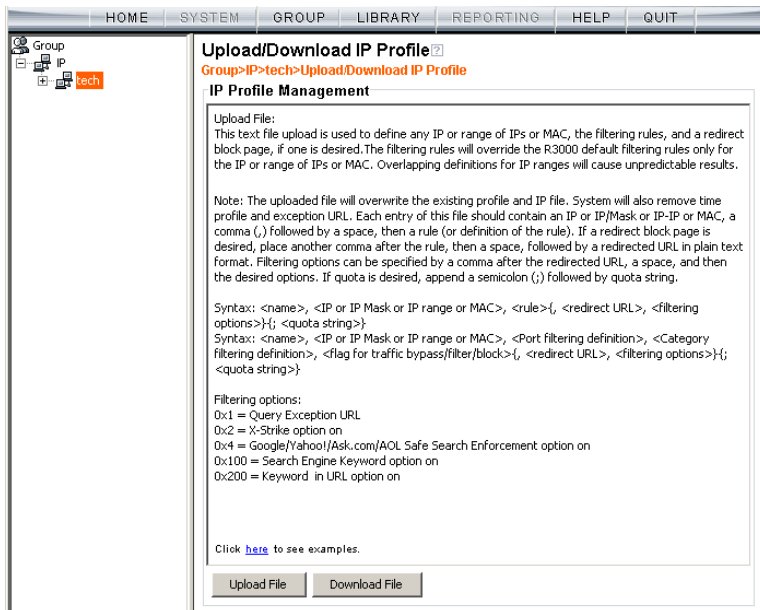 HOME SYSTEM GROUP LIBRARY REPORTING HELP QUIT
Group
IP
tech
Upload/Download IP Profile?
Group>IP>tech>Upload/Download IP Profile
IP Profile Management
Upload File:
This text file upload is used to define any IP or range of IPs or MAC, the filtering rules, and a redirect
block page, if one is desired.The filtering rules will override the R3000 default filtering rules only for
the IP or range of IPs or MAC. Overlapping definitions for IP ranges will cause unpredictable results.
Note: The uploaded file will overwrite the existing profile and IP file. System will also remove time
profile and exception URL. Each entry of this file should contain an IP or IP/Mask or IP-IP or MAC, a
comma (,) followed by a space, then a rule (or definition of the rule). If a redirect block page is
desired, place another comma after the rule, then a space, followed by a redirected URL in plain text
format. Filtering options can be specified by a comma after the redirected URL, a space, and then
the desired options. If quota is desired, append a semicolon (;) followed by quota string.
Syntax: <name>, <IP or IP Mask or IP range or MAC>, <rule>{, <redirect URL>, <filtering
options>}{; <quota string>}
Syntax: <name>, <IP or IP Mask or IP range or MAC>, <Port filtering definition>, <Category
filtering definition>, <flag for traffic bypass/filter/block>{, <redirect URL>, <filtering options>}{;
<quota string>}
Filtering options:
0x1 = Query Exception URL
0x2 = X-Strike option on
0x4 = Google/Yahoo!/Ask.com/AOL Safe Search Enforcement option on
0x100 = Search Engine Keyword option on
0x200 = Keyword in URL option on
Click here to see examples.
Upload File Download File